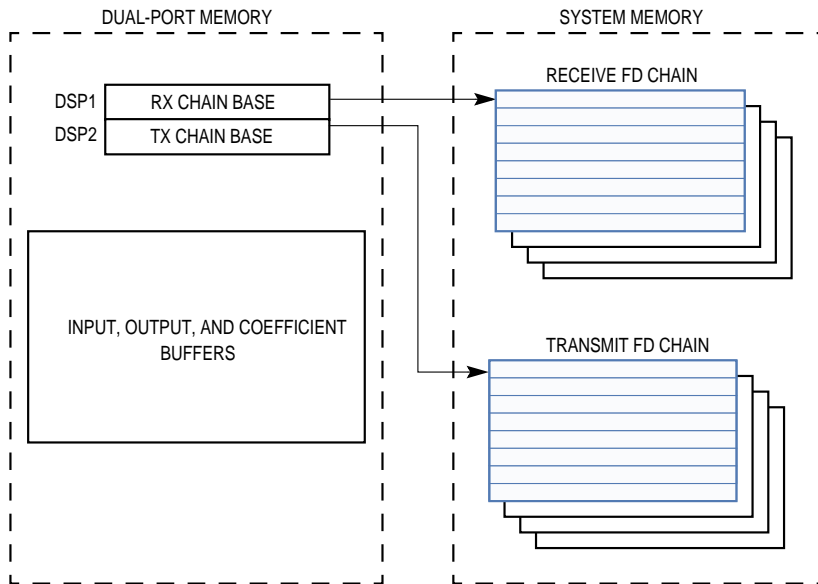 DUAL-PORT MEMORY
SYSTEM MEMORY
RECEIVE FD CHAIN
DSP1
RX CHAIN BASE
DSP2
TX CHAIN BASE
INPUT, OUTPUT, AND COEFFICIENT
BUFFERS
TRANSMIT FD CHAIN